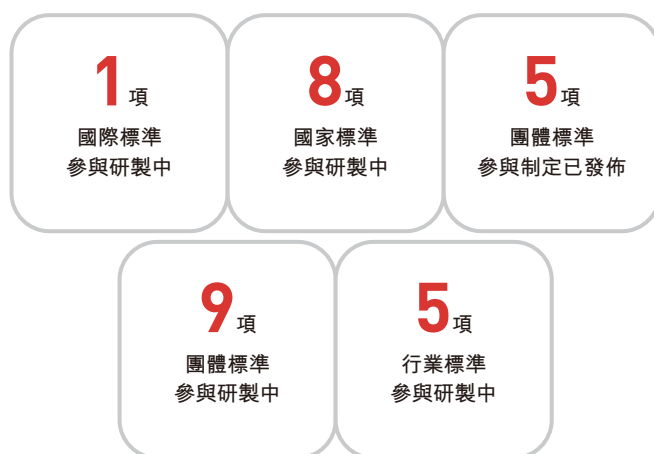 1項
國際標準
參與研製中
8項
國家標準
參與研製中
5項
團體標準
參與制定已發佈
9項
團體標準
參與研製中
5項
行業標準
參與研製中